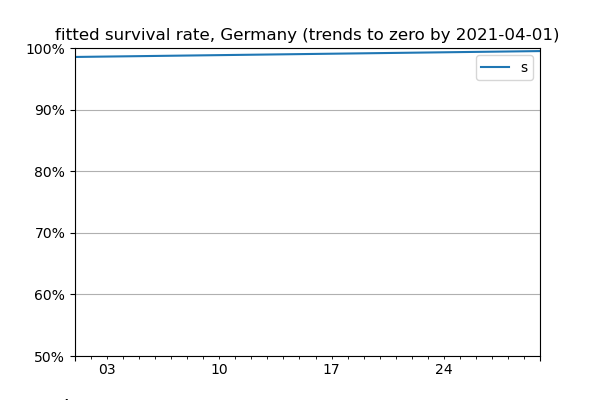 fitted survival rate, Germany (trends to zero by 2021-04-01)
100%
s
90%
80%
70%
60%
50%
03 10 17 24